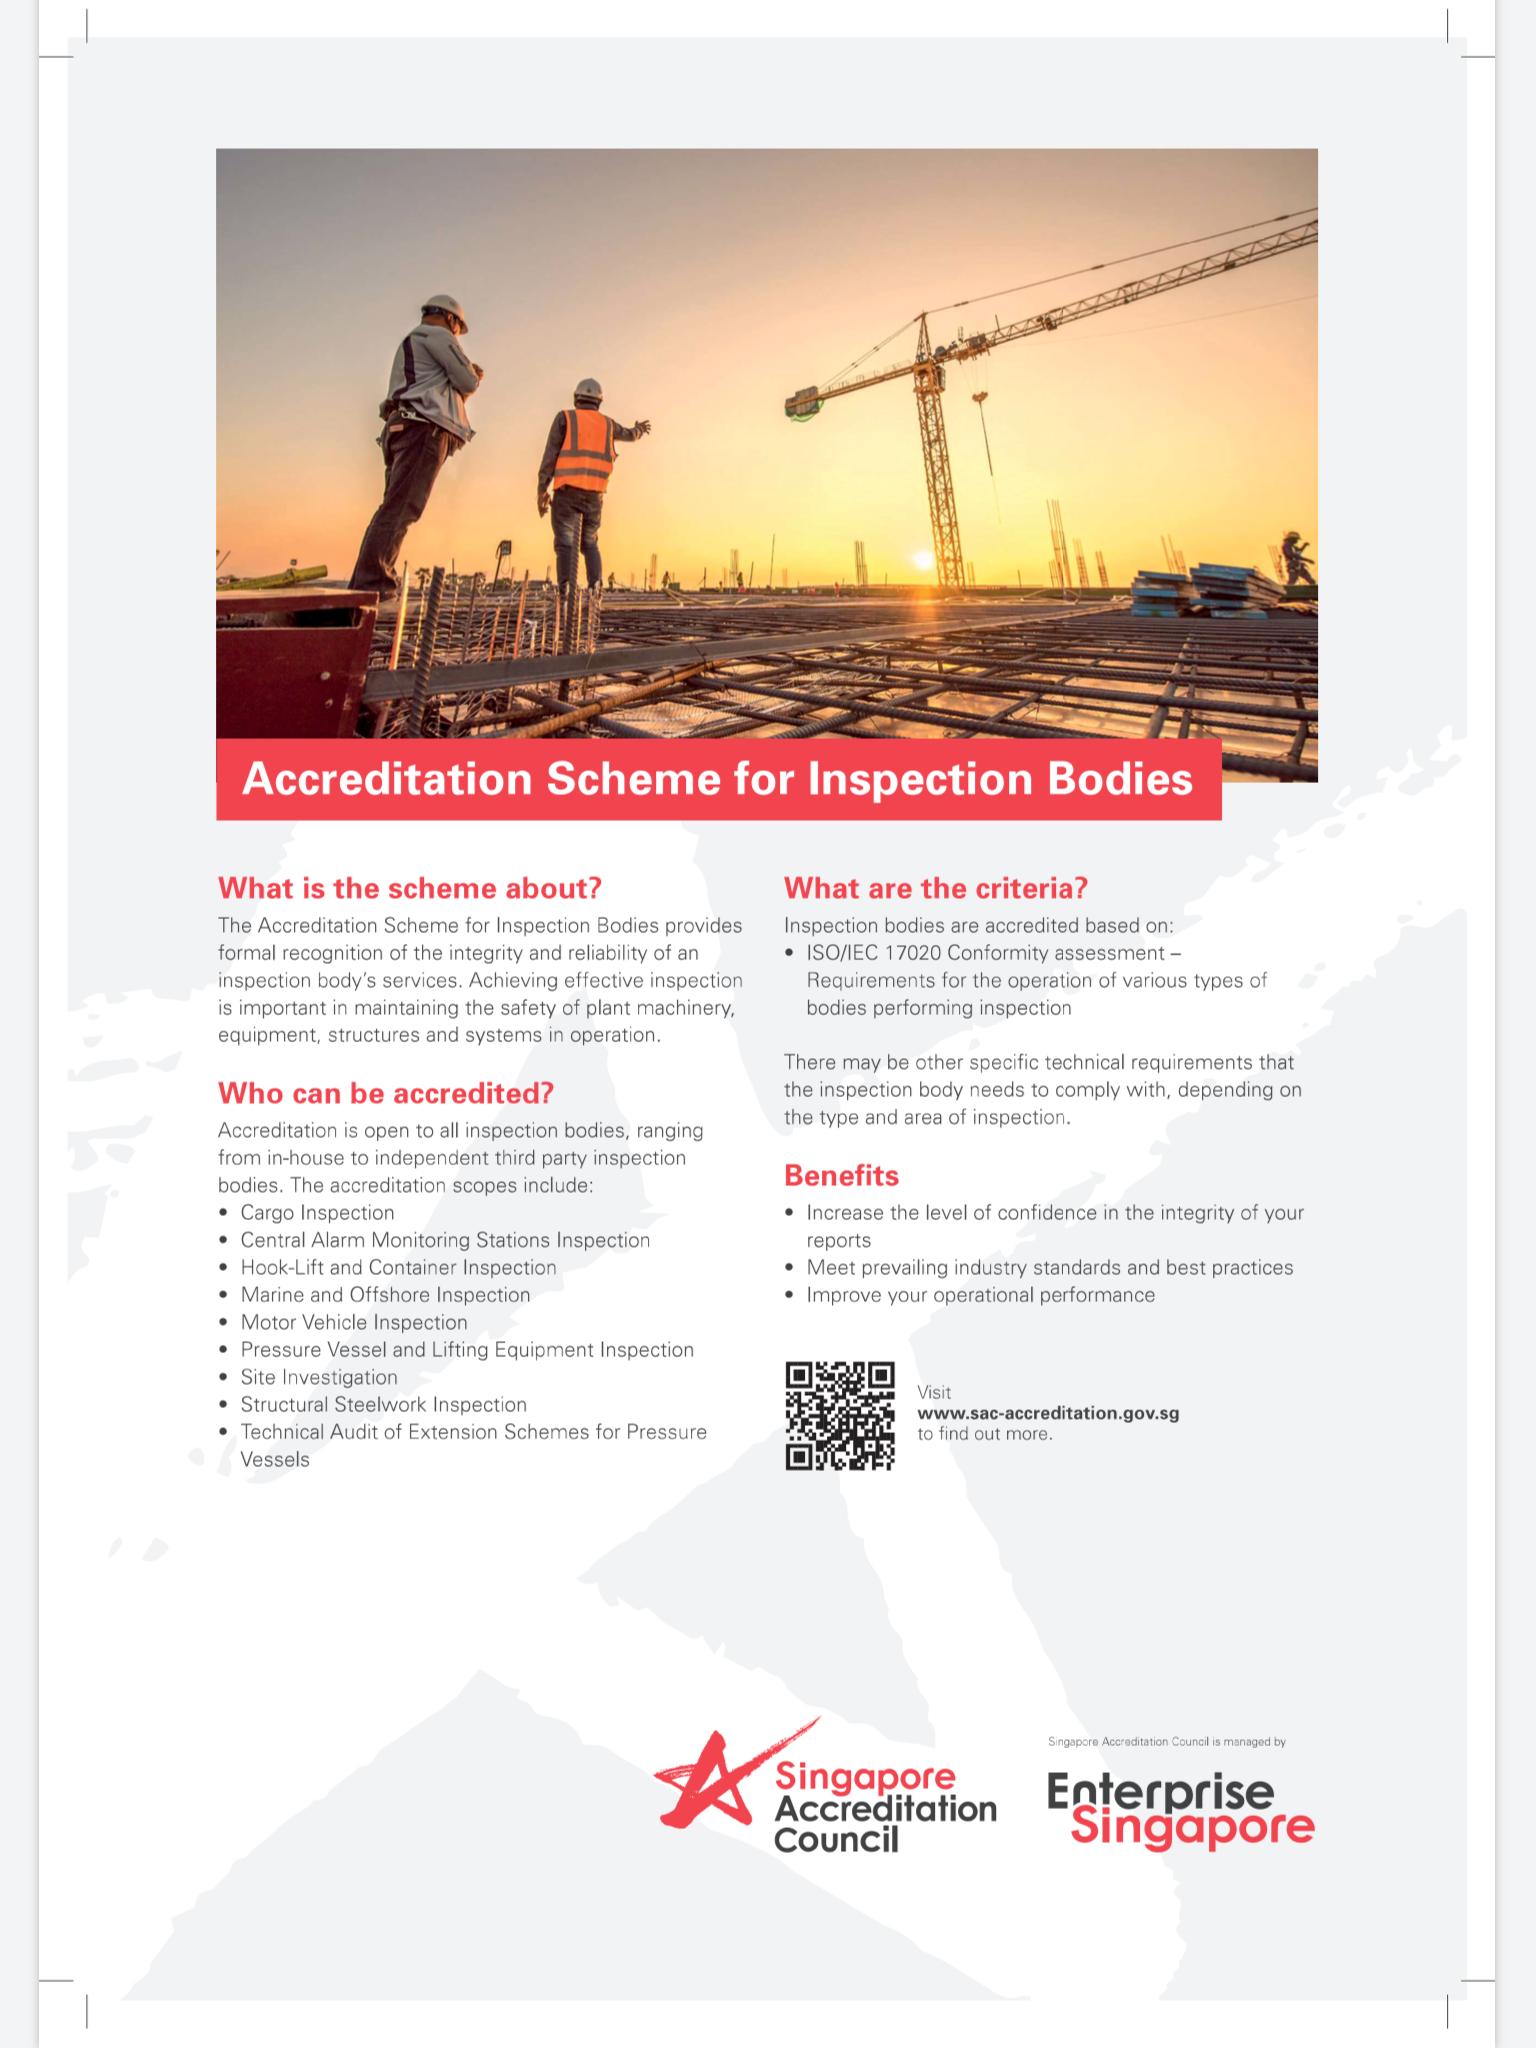 Accreditation Scheme for Inspection Bodies
What is the scheme about?
The Accreditation Scheme for Inspection Bodies provides
formal recognition of the integrity and reliability of an
inspection body's services. Achieving effective inspection
is important in maintaining the safety of plant machinery,
equipment, structures and systems in operation.
Who can be accredited?
Accreditation is open to all inspection bodies, ranging
from in-house to independent third party inspection
bodies. The accreditation scopes include:
• Cargo Inspection
• Central Alarm Monitoring Stations Inspection
• Hook-Lift and Container Inspection
• Marine and Offshore Inspection
• Motor Vehicle Inspection
• Pressure Vessel and Lifting Equipment Inspection
• Site Investigation
• Structural Steelwork Inspection
• Technical Audit of Extension Schemes for Pressure
Vessels
What are the criteria?
Inspection bodies are accredited based on:
• ISO/IEC 17020 Conformity assessment –
Requirements for the operation of various types of
bodies performing inspection
There may be other specific technical requirements that
the inspection body needs to comply with, depending on
the type and area of inspection.
Benefits
• Increase the level of confidence in the integrity of your
reports
• Meet prevailing industry standards and best practices
• Improve your operational performance
Visit
www.sac-accreditation.gov.sg
to find out more.
Singapore
Accreditation
Council
Singapore Accreditation Council is managed by
Enterprise
Singapore